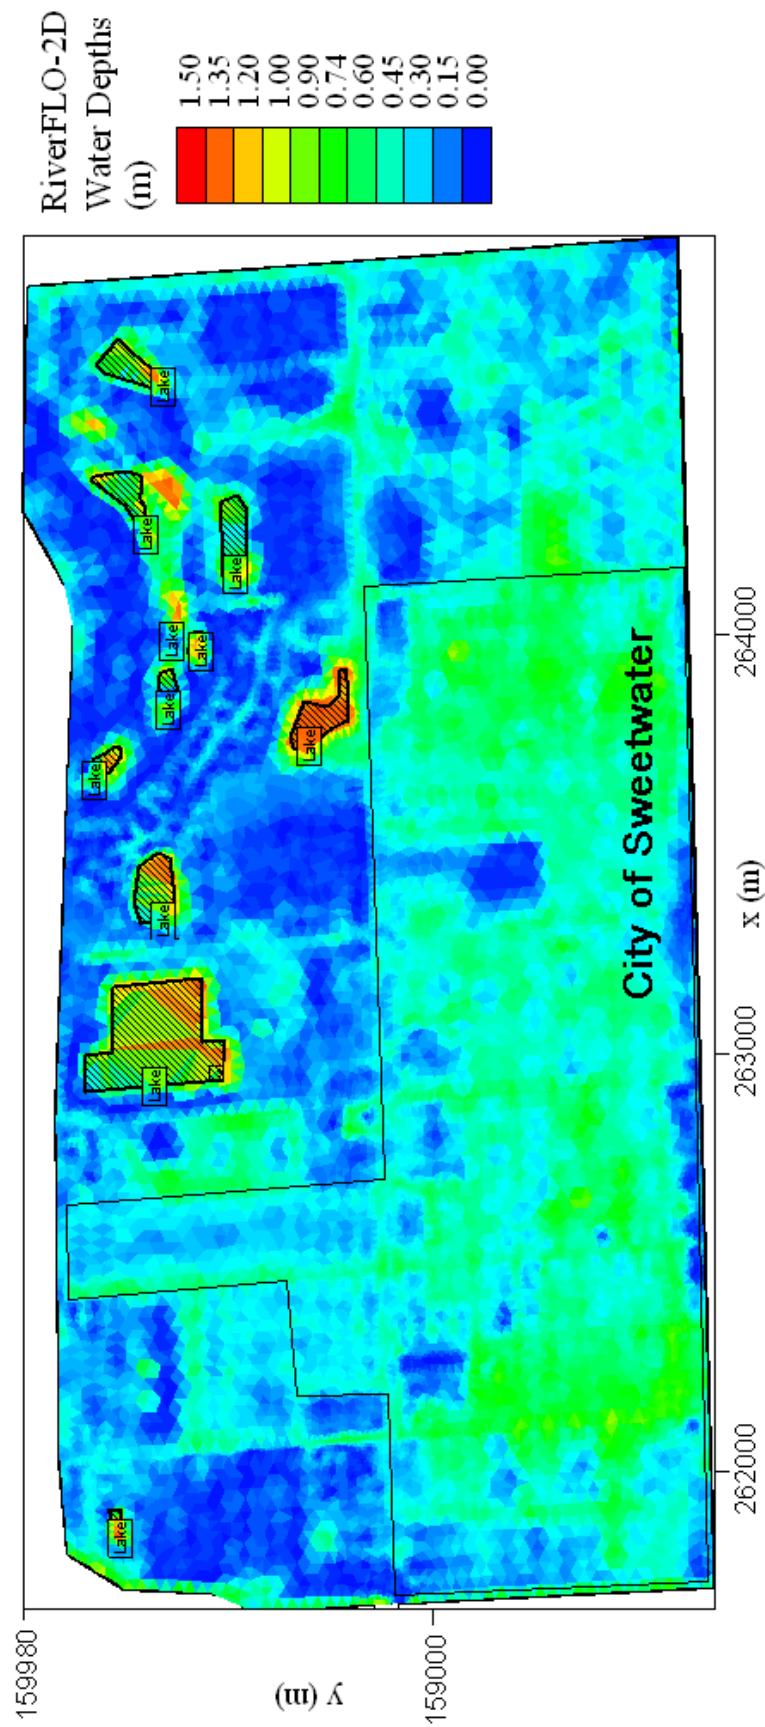 RiverFLO-2D
Water Depths
(m)
1.50
1.35
1.20
1.00
0.90
0.74
0.60
0.45
0.30
0.15
0.00
159980
y (m)
159000
Lake
Lake
Lake
Lake
Lake
Lake
Lake
Lake
Lake
Lake
Lake
City of Sweetwater
262000
263000
264000
x (m)